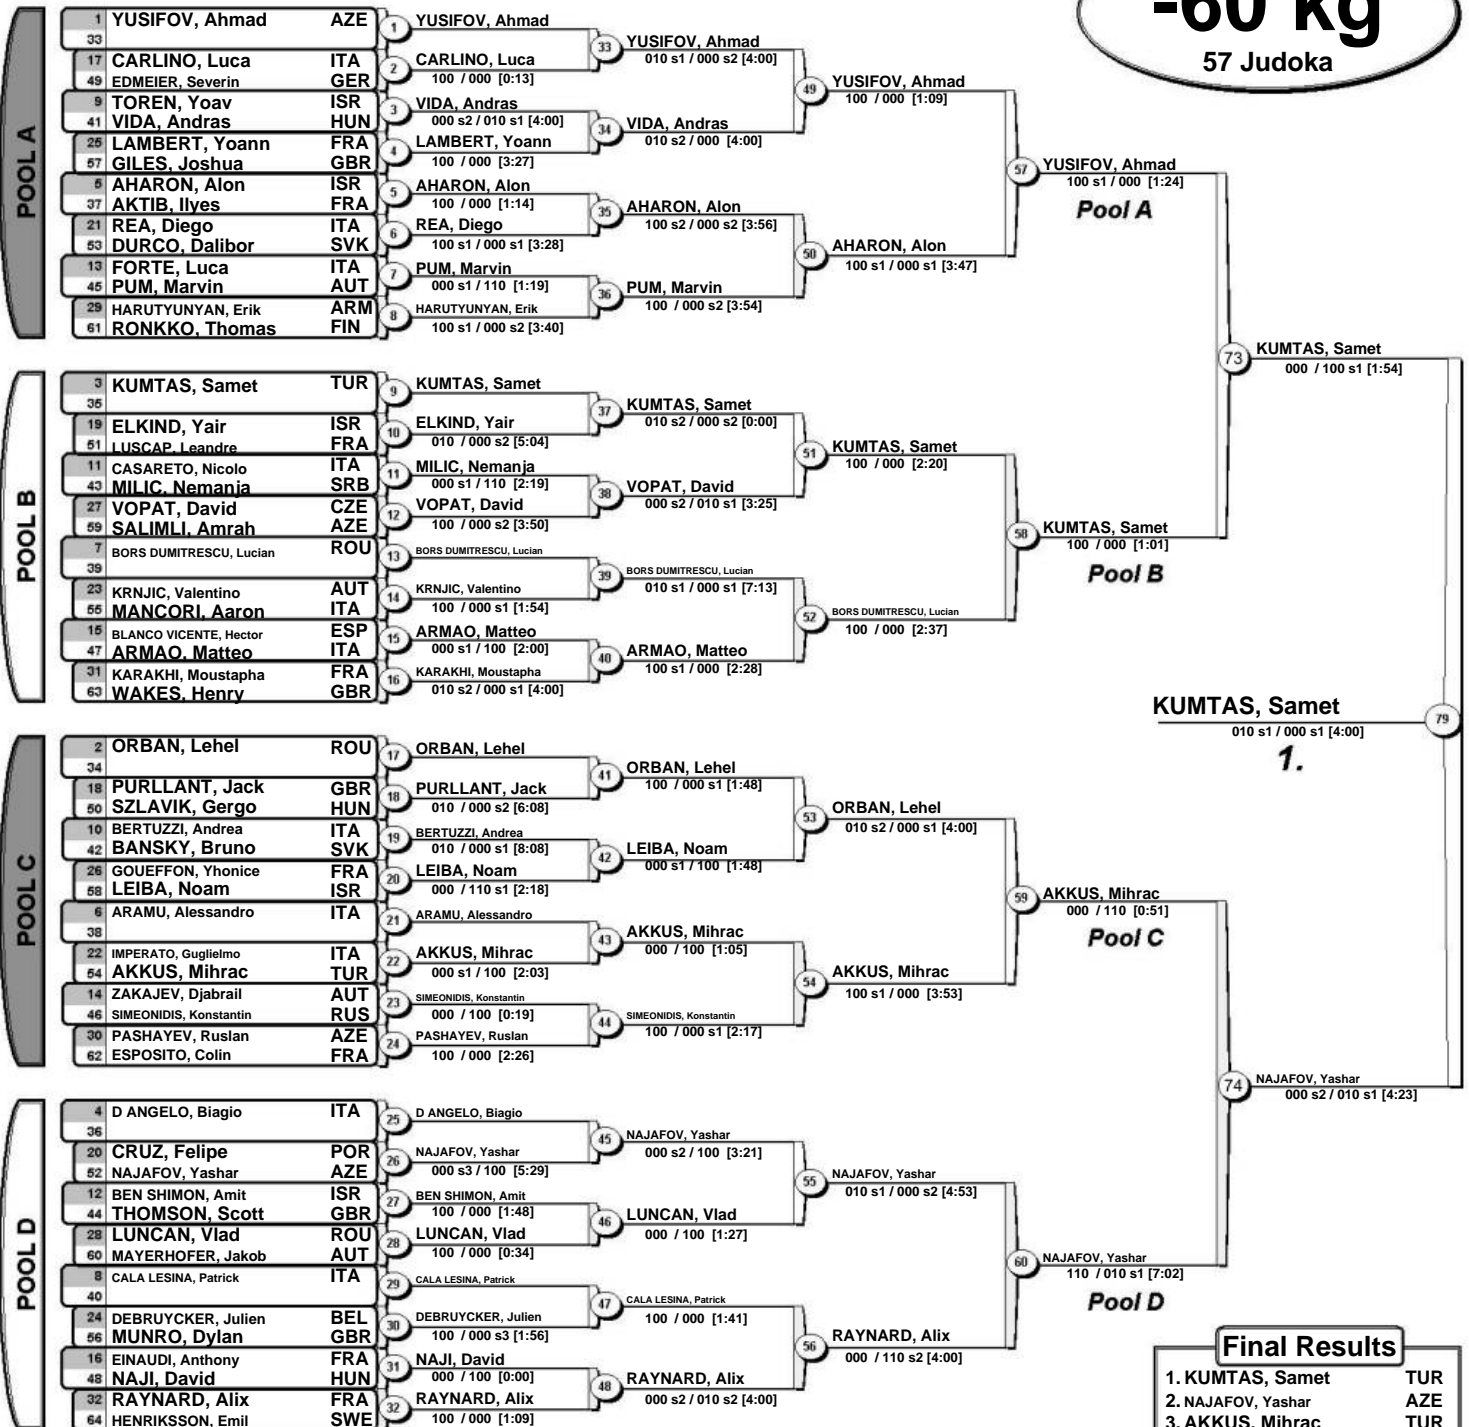 -60 kg
57 Judoka
POOL A
1 YUSIFOV, Ahmad AZE
33
17 CARLINO, Luca ITA
49 EDMEIER, Severin GER
9 TOREN, Yoav ISR
41 VIDA, Andras HUN
25 LAMBERT, Yoann FRA
57 GILES, Joshua GBR
5 AHARON, Alon ISR
37 AKTIB, Ilyes FRA
21 REA, Diego ITA
53 DURCO, Dalibor SVK
13 FORTE, Luca ITA
45 PUM, Marvin AUT
29 HARUTYUNYAN, Erik ARM
61 RONKKO, Thomas FIN
1 YUSIFOV, Ahmad
2 CARLINO, Luca
100 / 000 [0:13]
3 VIDA, Andras
000 s2 / 010 s1 [4:00]
4 LAMBERT, Yoann
100 / 000 [3:27]
5 AHARON, Alon
100 / 000 [1:14]
6 REA, Diego
100 s1 / 000 s1 [3:28]
7 PUM, Marvin
000 s1 / 110 [1:19]
8 HARUTYUNYAN, Erik
100 s1 / 000 s2 [3:40]
33 YUSIFOV, Ahmad
010 s1 / 000 s2 [4:00]
34 VIDA, Andras
010 s2 / 000 [4:00]
35 AHARON, Alon
100 s2 / 000 s2 [3:56]
36 PUM, Marvin
100 / 000 s2 [3:54]
49 YUSIFOV, Ahmad
100 / 000 [1:09]
50 AHARON, Alon
100 s1 / 000 s1 [3:47]
57 YUSIFOV, Ahmad
100 s1 / 000 [1:24]
Pool A
POOL B
3 KUMTAS, Samet TUR
35
19 ELKIND, Yair ISR
51 LUSCAP, Leandre FRA
11 CASARETO, Nicolo ITA
43 MILIC, Nemanja SRB
27 VOPAT, David CZE
59 SALIMLI, Amrah AZE
7 BORS DUMITRESCU, Lucian ROU
39
23 KRNJIC, Valentino AUT
55 MANCORI, Aaron ITA
15 BLANCO VICENTE, Hector ESP
47 ARMAO, Matteo ITA
31 KARAKHI, Moustapha FRA
63 WAKES, Henry GBR
9 KUMTAS, Samet
10 ELKIND, Yair
010 / 000 s2 [5:04]
11 MILIC, Nemanja
000 s1 / 110 [2:19]
12 VOPAT, David
100 / 000 s2 [3:50]
13 BORS DUMITRESCU, Lucian
14 KRNJIC, Valentino
100 / 000 s1 [1:54]
15 ARMAO, Matteo
000 s1 / 100 [2:00]
16 KARAKHI, Moustapha
010 s2 / 000 s1 [4:00]
37 KUMTAS, Samet
010 s2 / 000 s2 [0:00]
38 VOPAT, David
000 s2 / 010 s1 [3:25]
39 BORS DUMITRESCU, Lucian
010 s1 / 000 s1 [7:13]
40 ARMAO, Matteo
100 s1 / 000 [2:28]
51 KUMTAS, Samet
100 / 000 [2:20]
52 BORS DUMITRESCU, Lucian
100 / 000 [2:37]
58 KUMTAS, Samet
100 / 000 [1:01]
Pool B
73 KUMTAS, Samet
000 / 100 s1 [1:54]
KUMTAS, Samet 79
010 s1 / 000 s1 [4:00]
1.
POOL C
2 ORBAN, Lehel ROU
34
18 PURLLANT, Jack GBR
50 SZLAVIK, Gergo HUN
10 BERTUZZI, Andrea ITA
42 BANSKY, Bruno SVK
26 GOUEFFON, Yhonice FRA
58 LEIBA, Noam ISR
6 ARAMU, Alessandro ITA
38
22 IMPERATO, Guglielmo ITA
54 AKKUS, Mihrac TUR
14 ZAKAJEV, Djabrail AUT
46 SIMEONIDIS, Konstantin RUS
30 PASHAYEV, Ruslan AZE
62 ESPOSITO, Colin FRA
17 ORBAN, Lehel
18 PURLLANT, Jack
010 / 000 s2 [6:08]
19 BERTUZZI, Andrea
010 / 000 s1 [8:08]
20 LEIBA, Noam
000 / 110 s1 [2:18]
21 ARAMU, Alessandro
22 AKKUS, Mihrac
000 s1 / 100 [2:03]
23 SIMEONIDIS, Konstantin
000 / 100 [0:19]
24 PASHAYEV, Ruslan
100 / 000 [2:26]
41 ORBAN, Lehel
100 / 000 s1 [1:48]
42 LEIBA, Noam
000 s1 / 100 [1:48]
43 AKKUS, Mihrac
000 / 100 [1:05]
44 SIMEONIDIS, Konstantin
100 / 000 s1 [2:17]
53 ORBAN, Lehel
010 s2 / 000 s1 [4:00]
54 AKKUS, Mihrac
100 s1 / 000 [3:53]
59 AKKUS, Mihrac
000 / 110 [0:51]
Pool C
74 NAJAFOV, Yashar
000 s2 / 010 s1 [4:23]
POOL D
4 D ANGELO, Biagio ITA
36
20 CRUZ, Felipe POR
52 NAJAFOV, Yashar AZE
12 BEN SHIMON, Amit ISR
44 THOMSON, Scott GBR
28 LUNCAN, Vlad ROU
60 MAYERHOFER, Jakob AUT
8 CALA LESINA, Patrick ITA
40
24 DEBRUYCKER, Julien BEL
56 MUNRO, Dylan GBR
16 EINAUDI, Anthony FRA
48 NAJI, David HUN
32 RAYNARD, Alix FRA
64 HENRIKSSON, Emil SWE
25 D ANGELO, Biagio
26 NAJAFOV, Yashar
000 s3 / 100 [5:29]
27 BEN SHIMON, Amit
100 / 000 [1:48]
28 LUNCAN, Vlad
100 / 000 [0:34]
29 CALA LESINA, Patrick
30 DEBRUYCKER, Julien
100 / 000 s3 [1:56]
31 NAJI, David
000 / 100 [0:00]
32 RAYNARD, Alix
100 / 000 [1:09]
45 NAJAFOV, Yashar
000 s2 / 100 [3:21]
46 LUNCAN, Vlad
000 / 100 [1:27]
47 CALA LESINA, Patrick
100 / 000 [1:41]
48 RAYNARD, Alix
000 s2 / 010 s2 [4:00]
55 NAJAFOV, Yashar
010 s1 / 000 s2 [4:53]
56 RAYNARD, Alix
000 / 110 s2 [4:00]
60 NAJAFOV, Yashar
110 / 010 s1 [7:02]
Pool D
Final Results
1. KUMTAS, Samet TUR
2. NAJAFOV, Yashar AZE
3. AKKUS, Mihrac TUR